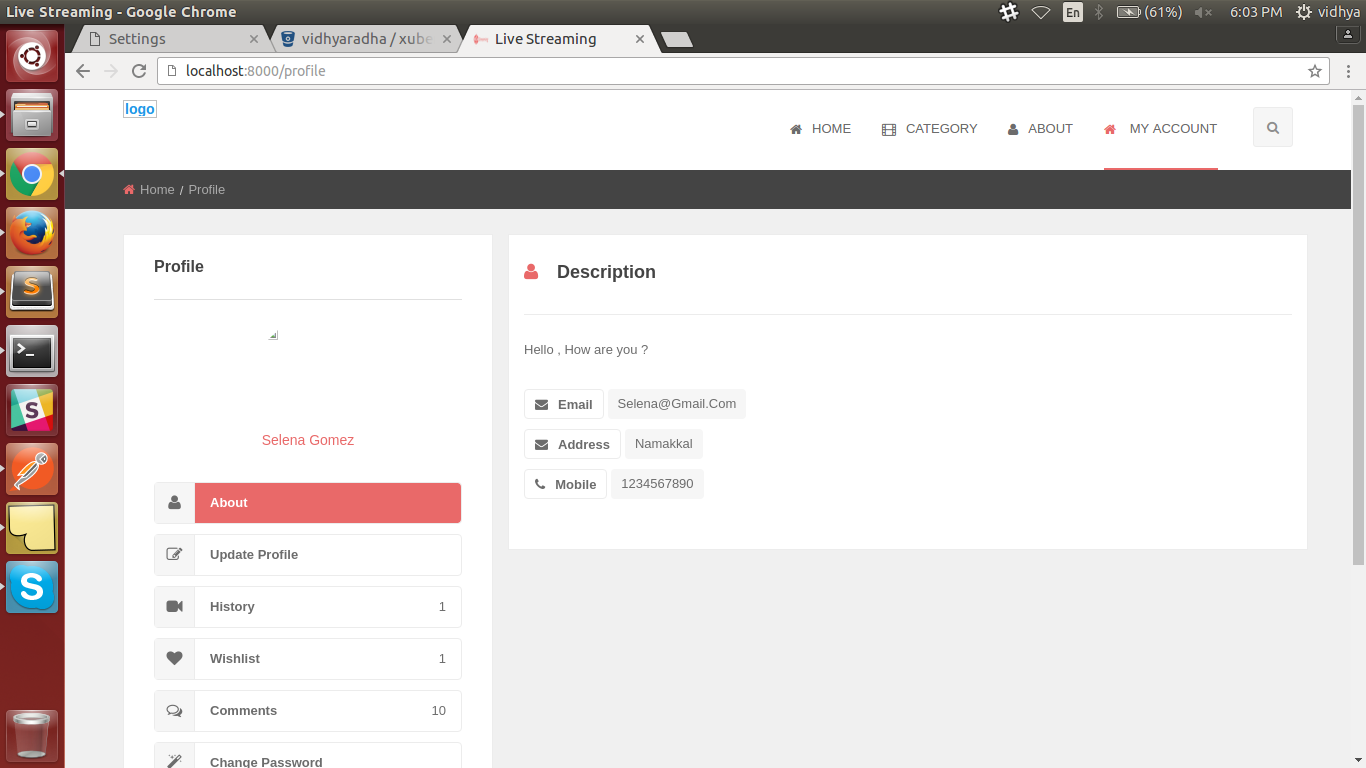 Live Streaming - Google Chrome
En (61%) 6:03 PM vidhya
Settings vidhyaradha / xube Live Streaming
localhost:8000/profile
logo
HOME CATEGORY ABOUT MY ACCOUNT
Home / Profile
Profile
Selena Gomez
About
Update Profile
History 1
Wishlist 1
Comments 10
Change Password
Description
Hello , How are you ?
Email Selena@Gmail.Com
Address Namakkal
Mobile 1234567890